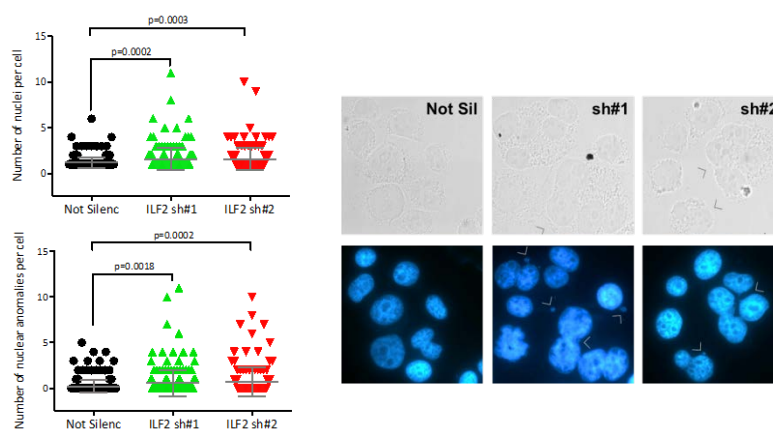 p=0.0003
p=0.0002
Number of nuclei per cell
15
10
5
0
Not Silenc
ILF2 sh#1
ILF2 sh#2
p=0.0002
p=0.0018
Number of nuclear anomalies per cell
15
10
5
0
Not Silenc
ILF2 sh#1
ILF2 sh#2
Not Sil
sh#1
sh#2